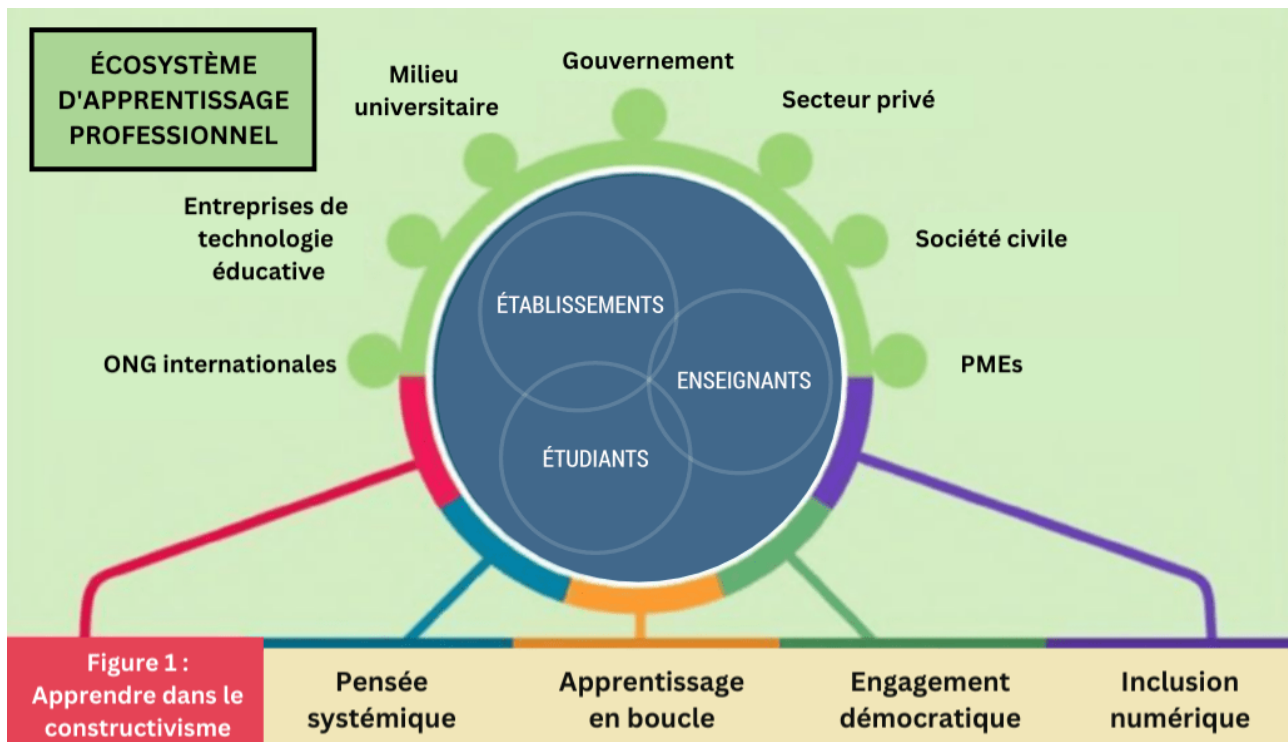 ÉCOSYSTÈME
D'APPRENTISSAGE
PROFESSIONNEL
Gouvernement
Milieu
universitaire
Secteur privé
Entreprises de
technologie
éducative
Société civile
ONG internationales
PMEs
ÉTABLISSEMENTS
ENSEIGNANTS
ÉTUDIANTS
Figure 1 :
Apprendre dans le
constructivisme
Pensée
systémique
Apprentissage
en boucle
Engagement
démocratique
Inclusion
numérique